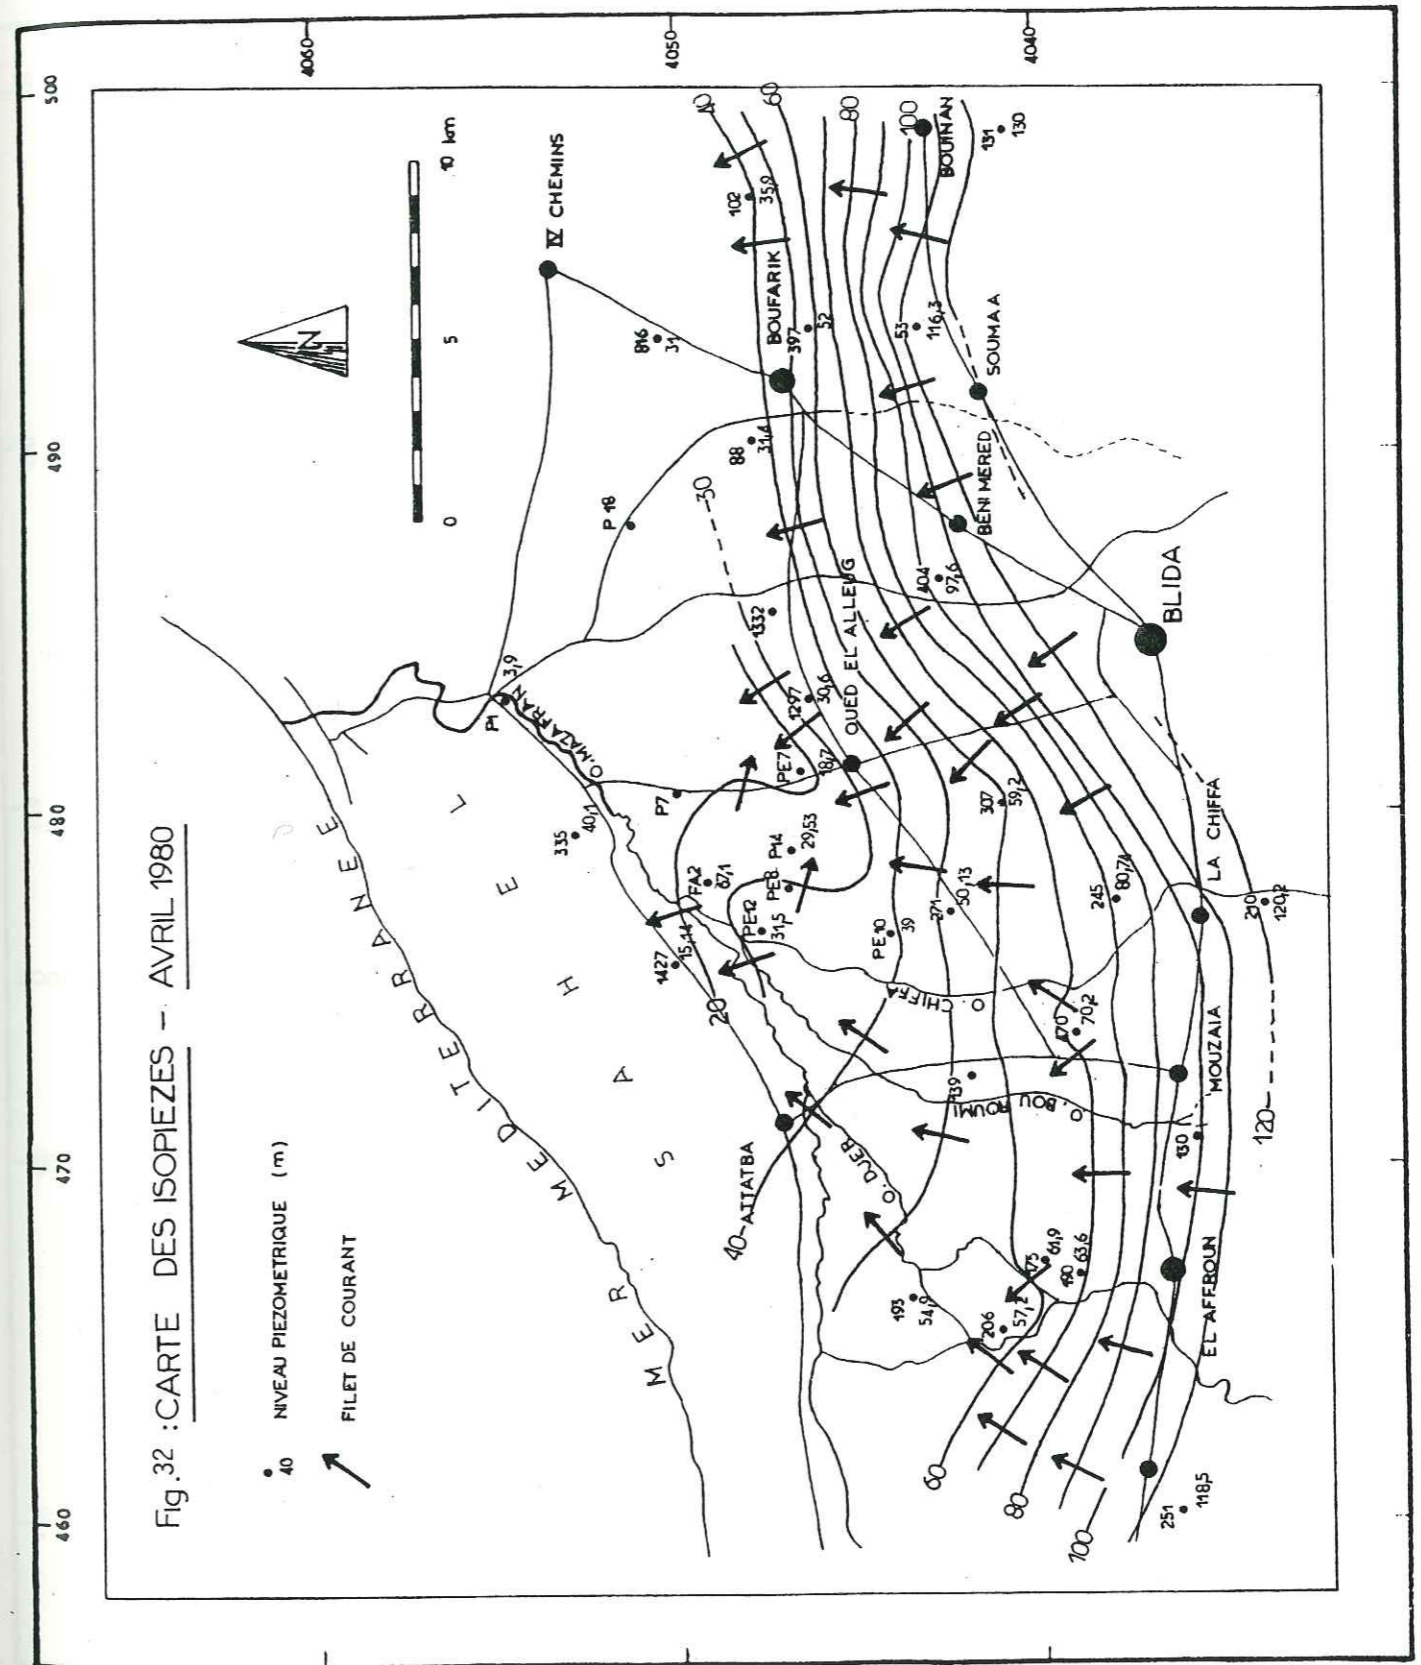 Fig.32 : CARTE DES ISOPIEZES - AVRIL 1980
40 NIVEAU PIEZOMETRIQUE (m)
FILET DE COURANT
N
0 5 10 km
460
470
480
490
500
4060
4050
4040
MER MEDITERRANEE
SAHEL
IV CHEMINS
O. MAZAFRAN
P1 3,9
335 40,1
P7
P 18
816 31
88 31,4
102 35,9
BOUFARIK
397 52
53 116,3
BOUINAN
131 130
SOUMAA
BENI MERED
404 97,6
BLIDA
1332
1297 30,6
OUED EL ALLEUG
PE7 18,7
P14 29,53
PE8
FA2
PE12 31,5
1427 15,14
PE10 39
271 50,13
307 59,2
245 80,74
LA CHIFFA
210 120,2
O. CHIFFA
470 70,2
139
O. BOU ROUMI
MOUZAIA
130
ATTATBA
O. DJEB
193 54,9
206 57,2
175 61,9
190 63,6
EL AFFROUN
251 118,5
20
30
40
60
80
100
40
60
80
100
120